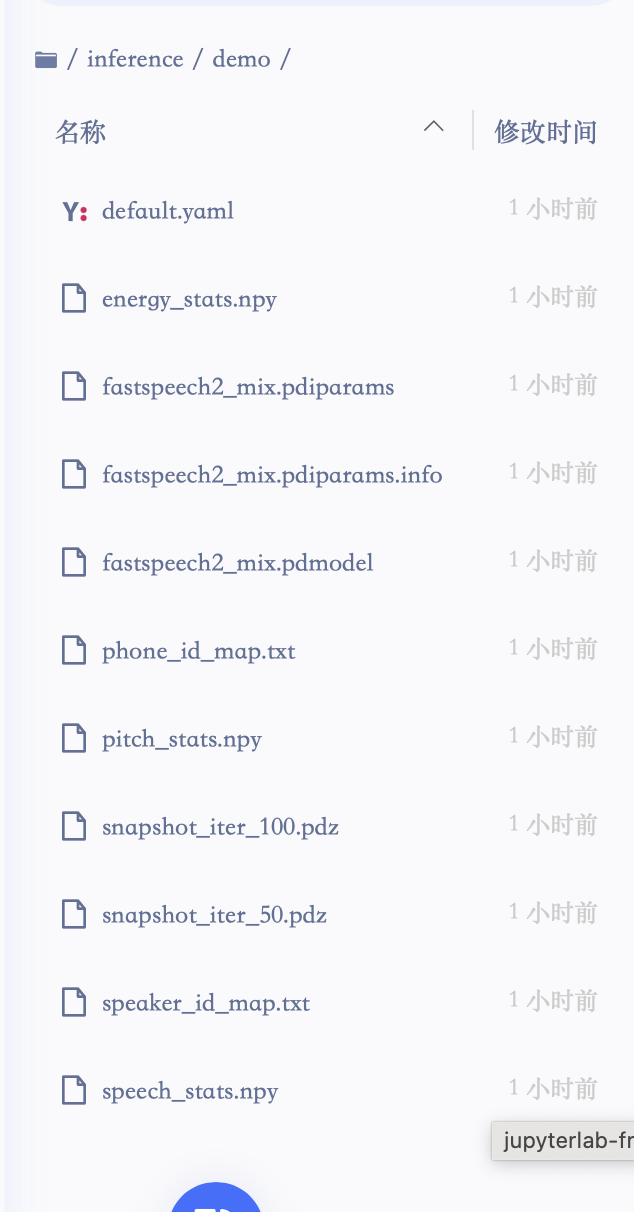 / inference / demo /
名称 修改时间
Y: default.yaml 1 小时前
energy_stats.npy 1 小时前
fastspeech2_mix.pdiparams 1 小时前
fastspeech2_mix.pdiparams.info 1 小时前
fastspeech2_mix.pdmodel 1 小时前
phone_id_map.txt 1 小时前
pitch_stats.npy 1 小时前
snapshot_iter_100.pdz 1 小时前
snapshot_iter_50.pdz 1 小时前
speaker_id_map.txt 1 小时前
speech_stats.npy 1 小时前
jupyterlab-fr